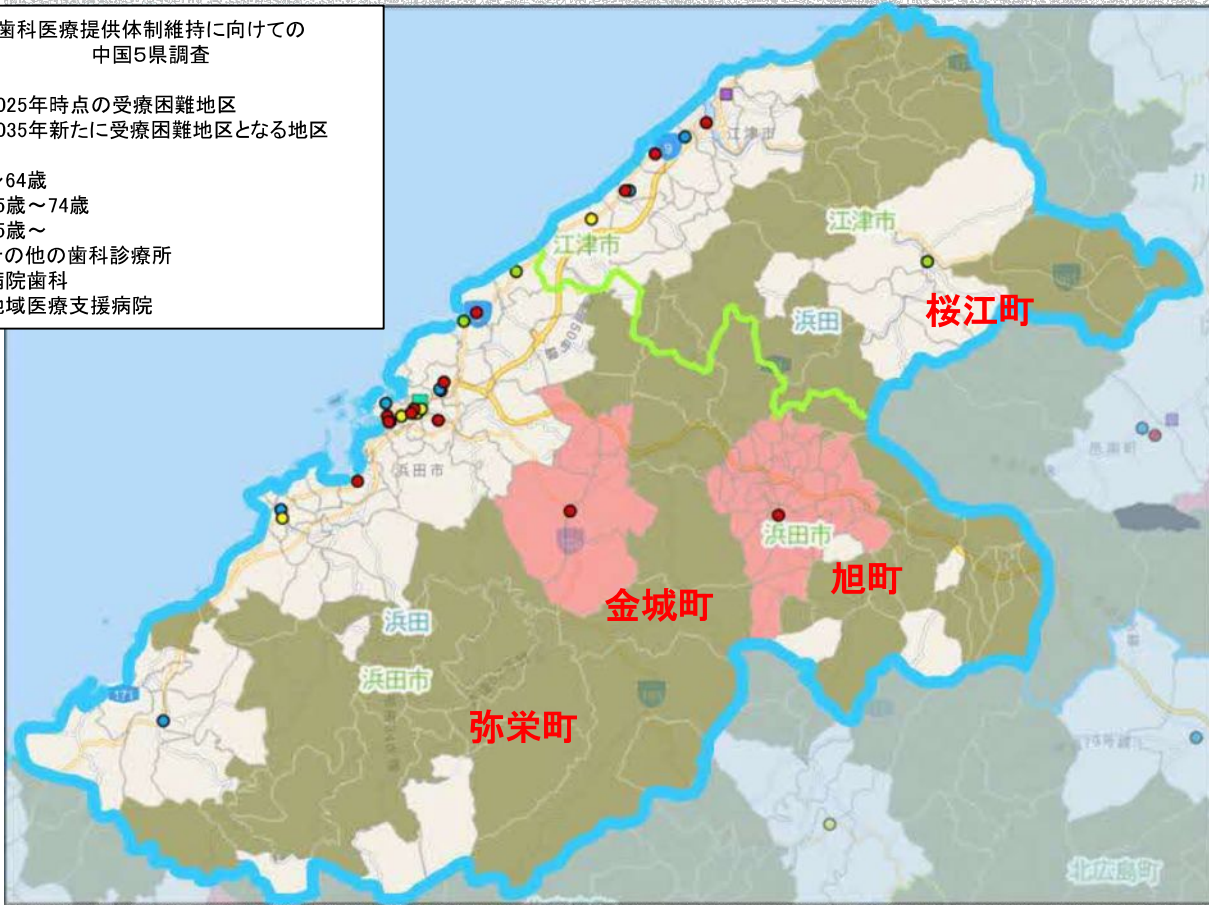 歯科医療提供体制維持に向けての
中国5県調査
025年時点の受療困難地区
035年新たに受療困難地区となる地区
～64歳
5歳～74歳
5歳～
の他の歯科診療所
病院歯科
地域医療支援病院
江津市
9
江津市
江津市
桜江町
浜田
邑南町
浜田市
浜田市
旭町
金城町
浜田
浜田市
171
弥栄町
北広島町